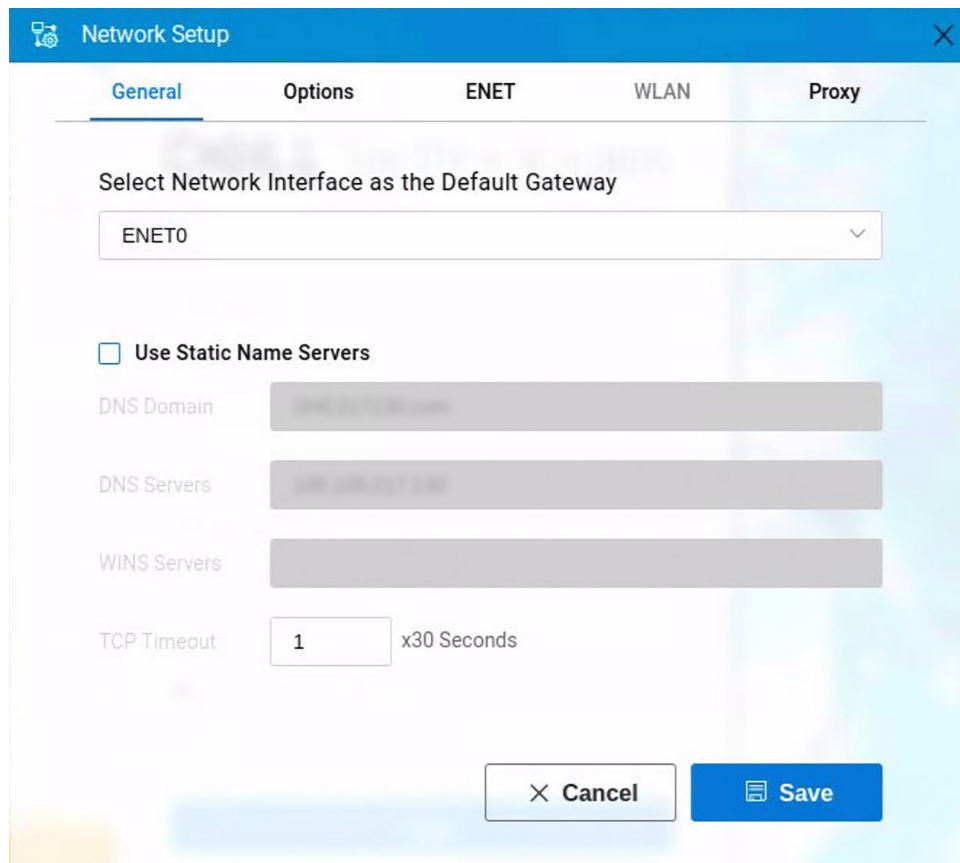 Network Setup
General Options ENET WLAN Proxy
Select Network Interface as the Default Gateway
ENET0
Use Static Name Servers
DNS Domain
DNS Servers
WINS Servers
TCP Timeout 1 x30 Seconds
Cancel Save